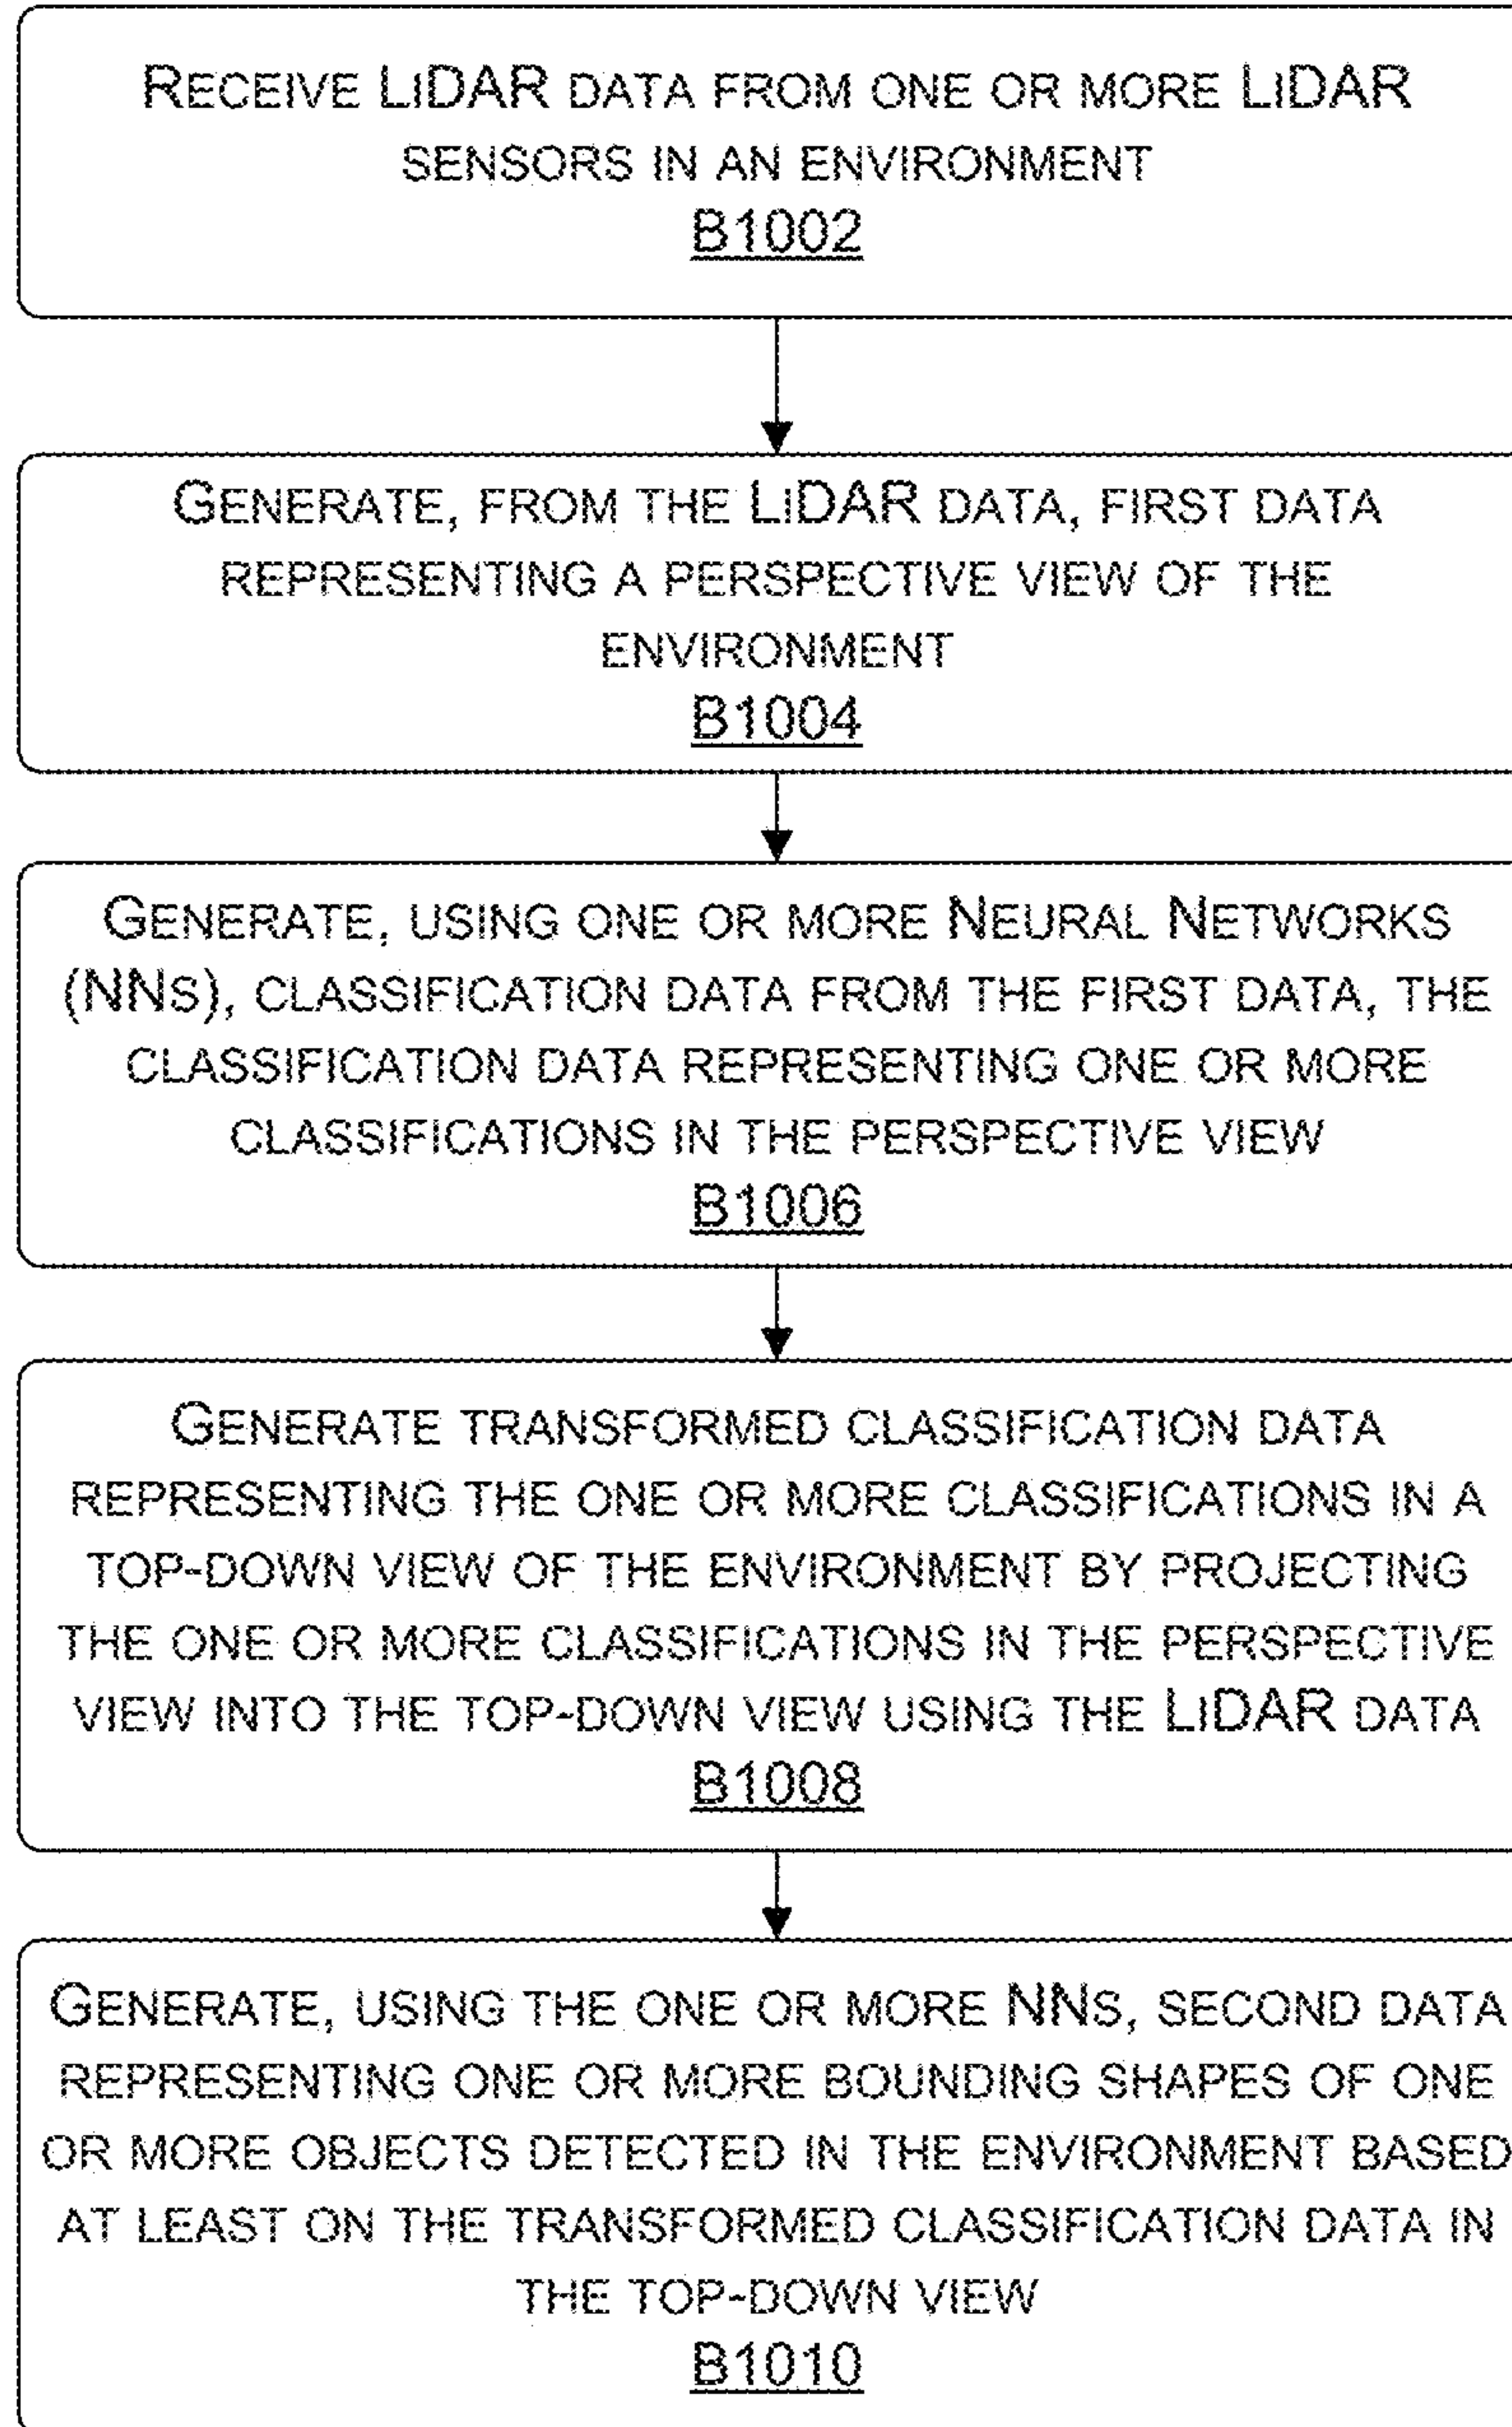 RECEIVE LIDAR DATA FROM ONE OR MORE LIDAR
SENSORS IN AN ENVIRONMENT
B1002
GENERATE, FROM THE LIDAR DATA, FIRST DATA
REPRESENTING A PERSPECTIVE VIEW OF THE
ENVIRONMENT
B1004
GENERATE, USING ONE OR MORE NEURAL NETWORKS
(NNS), CLASSIFICATION DATA FROM THE FIRST DATA, THE
CLASSIFICATION DATA REPRESENTING ONE OR MORE
CLASSIFICATIONS IN THE PERSPECTIVE VIEW
B1006
GENERATE TRANSFORMED CLASSIFICATION DATA
REPRESENTING THE ONE OR MORE CLASSIFICATIONS IN A
TOP-DOWN VIEW OF THE ENVIRONMENT BY PROJECTING
THE ONE OR MORE CLASSIFICATIONS IN THE PERSPECTIVE
VIEW INTO THE TOP-DOWN VIEW USING THE LIDAR DATA
B1008
GENERATE, USING THE ONE OR MORE NNS, SECOND DATA
REPRESENTING ONE OR MORE BOUNDING SHAPES OF ONE
OR MORE OBJECTS DETECTED IN THE ENVIRONMENT BASED
AT LEAST ON THE TRANSFORMED CLASSIFICATION DATA IN
THE TOP-DOWN VIEW
B1010